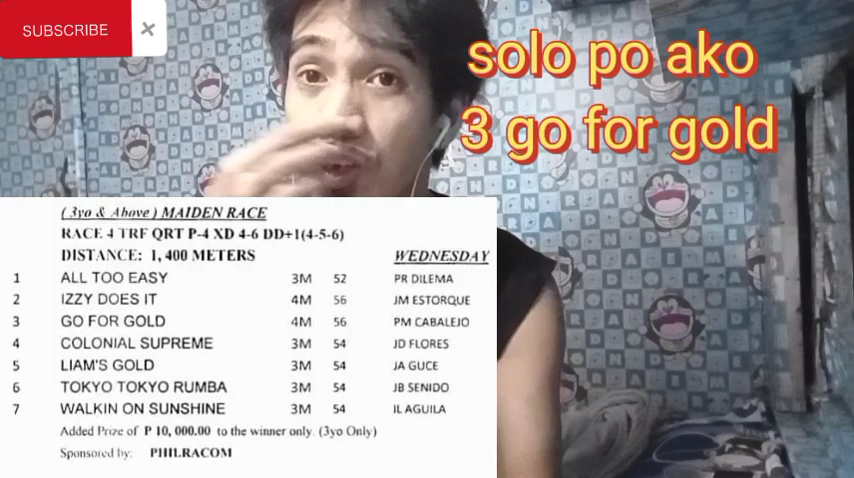 SUBSCRIBE
solo po ako
3 go for gold
(3yo & Above) MAIDEN RACE
RACE 4 TRF QRT P-4 XD 4-6 DD+1(4-5-6)
DISTANCE: 1, 400 METERS WEDNESDAY
1 ALL TOO EASY 3M 52 PR DILEMA
2 IZZY DOES IT 4M 56 JM ESTORQUE
3 GO FOR GOLD 4M 56 PM CABALEJO
4 COLONIAL SUPREME 3M 54 JD FLORES
5 LIAM'S GOLD 3M 54 JA GUCE
6 TOKYO TOKYO RUMBA 3M 54 JB SENIDO
7 WALKIN ON SUNSHINE 3M 54 IL AGUILA
Added Prize of P 10, 000.00 to the winner only. (3yo Only)
Sponsored by: PHILRACOM